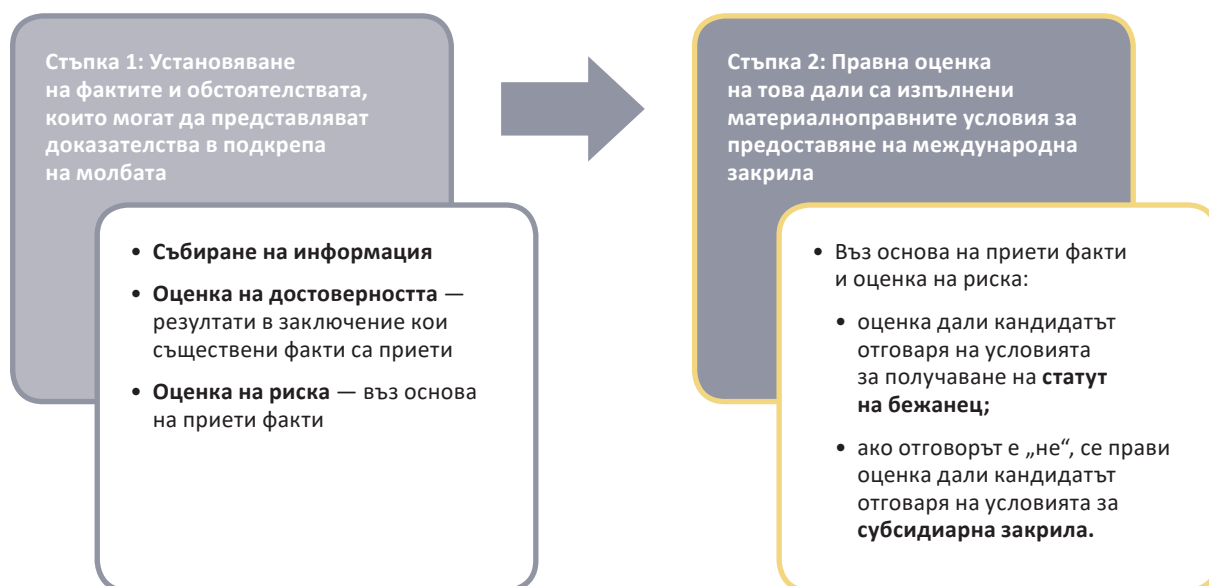 Стъпка 1: Установяване
на фактите и обстоятелствата,
които могат да представляват
доказателства в подкрепа
на молбата
• Събиране на информация
• Оценка на достоверността —
резултати в заключение кои
съществени факти са приети
• Оценка на риска — въз основа
на приети факти
Стъпка 2: Правна оценка
на това дали са изпълнени
материалноправните условия за
предоставяне на международна
закрила
• Въз основа на приети факти
и оценка на риска:
• оценка дали кандидатът
отговаря на условията
за получаване на статут
на бежанец;
• ако отговорът е „не“, се прави
оценка дали кандидатът
отговаря на условията за
субсидиарна закрила.